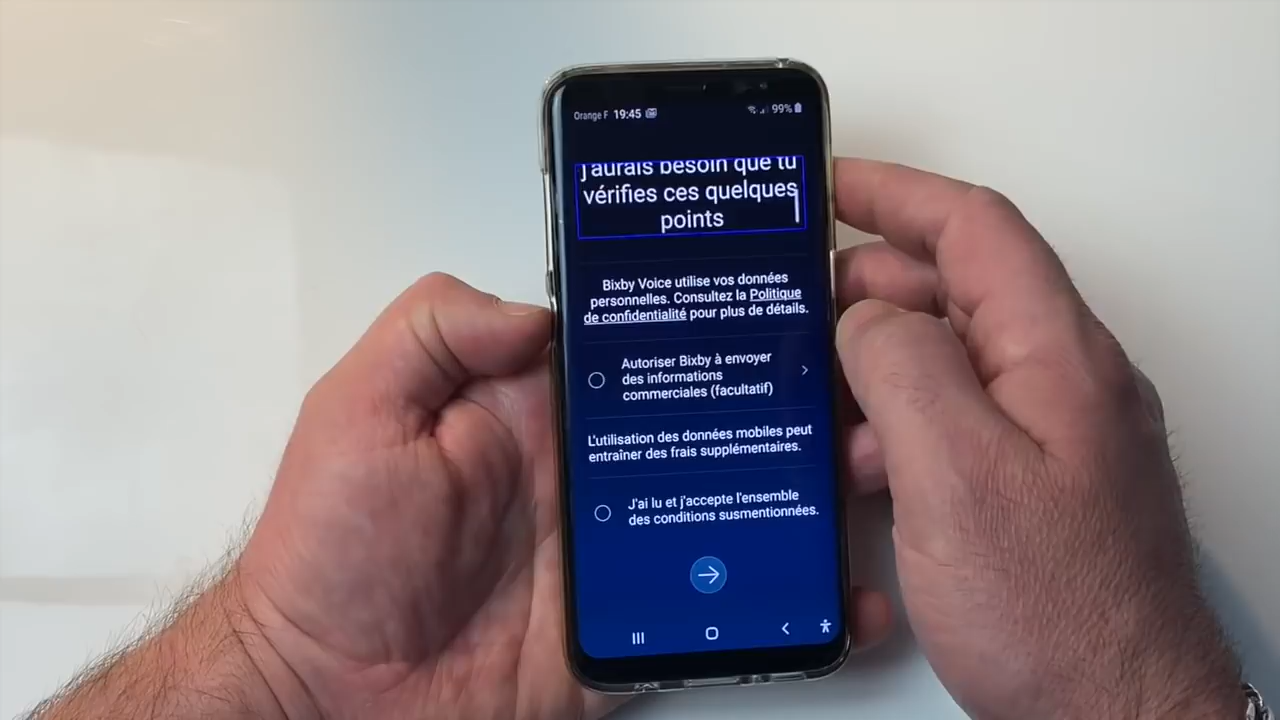 Orange F 19:45 99%
j'aurais besoin que tu
vérifies ces quelques
points
Bixby Voice utilise vos données
personnelles. Consultez la Politique
de confidentialité pour plus de détails.
Autoriser Bixby à envoyer
des informations
commerciales (facultatif)
L'utilisation des données mobiles peut
entraîner des frais supplémentaires.
J'ai lu et j'accepte l'ensemble
des conditions susmentionnées.